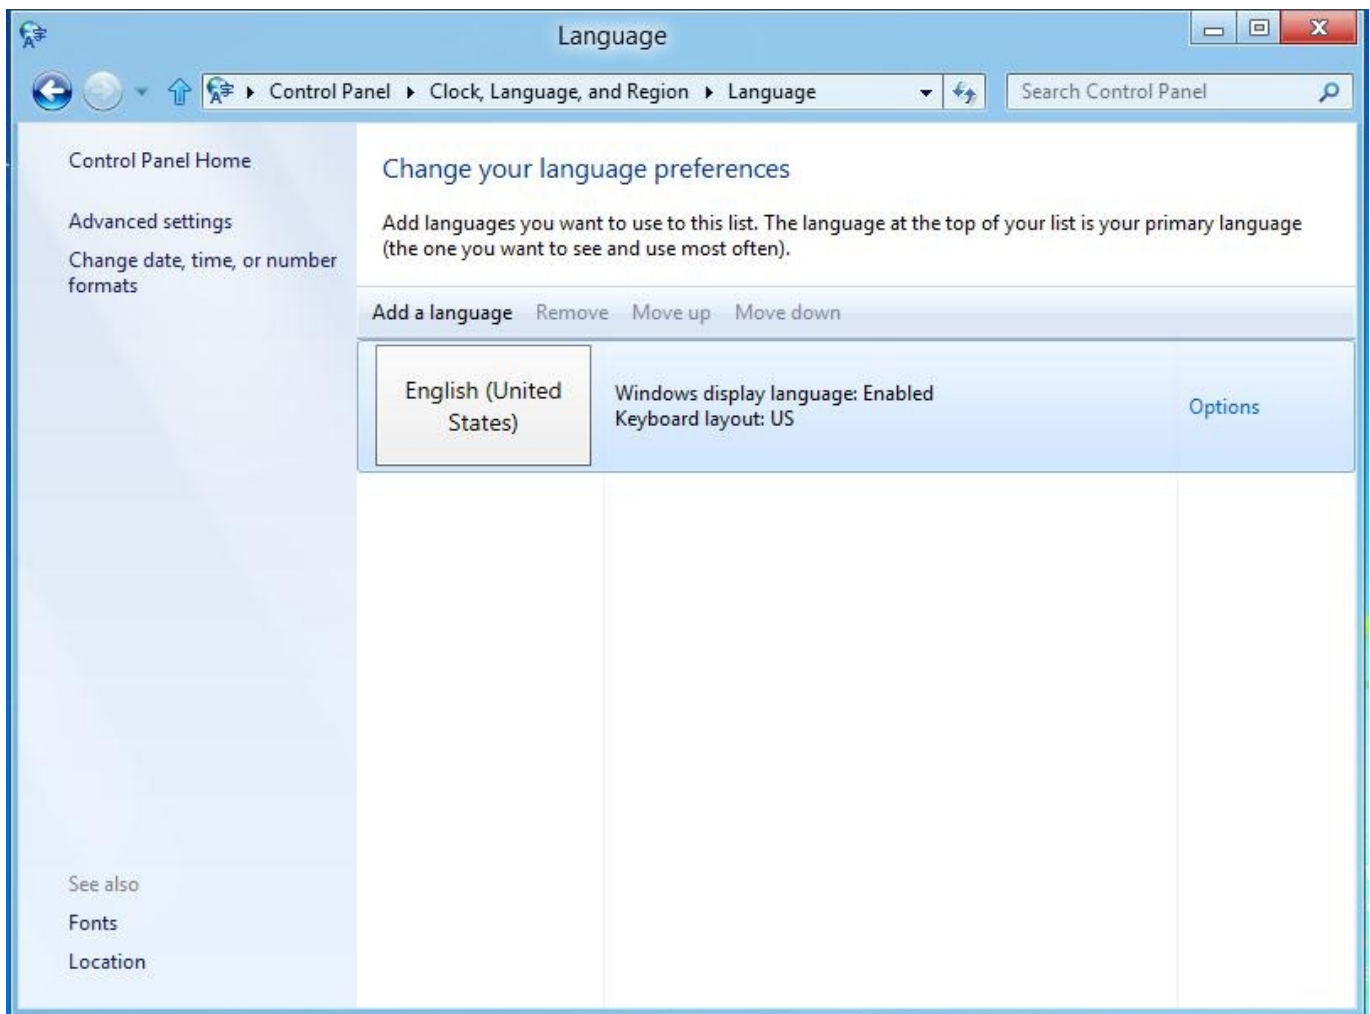 Language
Control Panel Clock, Language, and Region Language
Search Control Panel
Control Panel Home
Advanced settings
Change date, time, or number
formats
See also
Fonts
Location
Change your language preferences
Add languages you want to use to this list. The language at the top of your list is your primary language
(the one you want to see and use most often).
Add a language Remove Move up Move down
English (United
States)
Windows display language: Enabled
Keyboard layout: US
Options